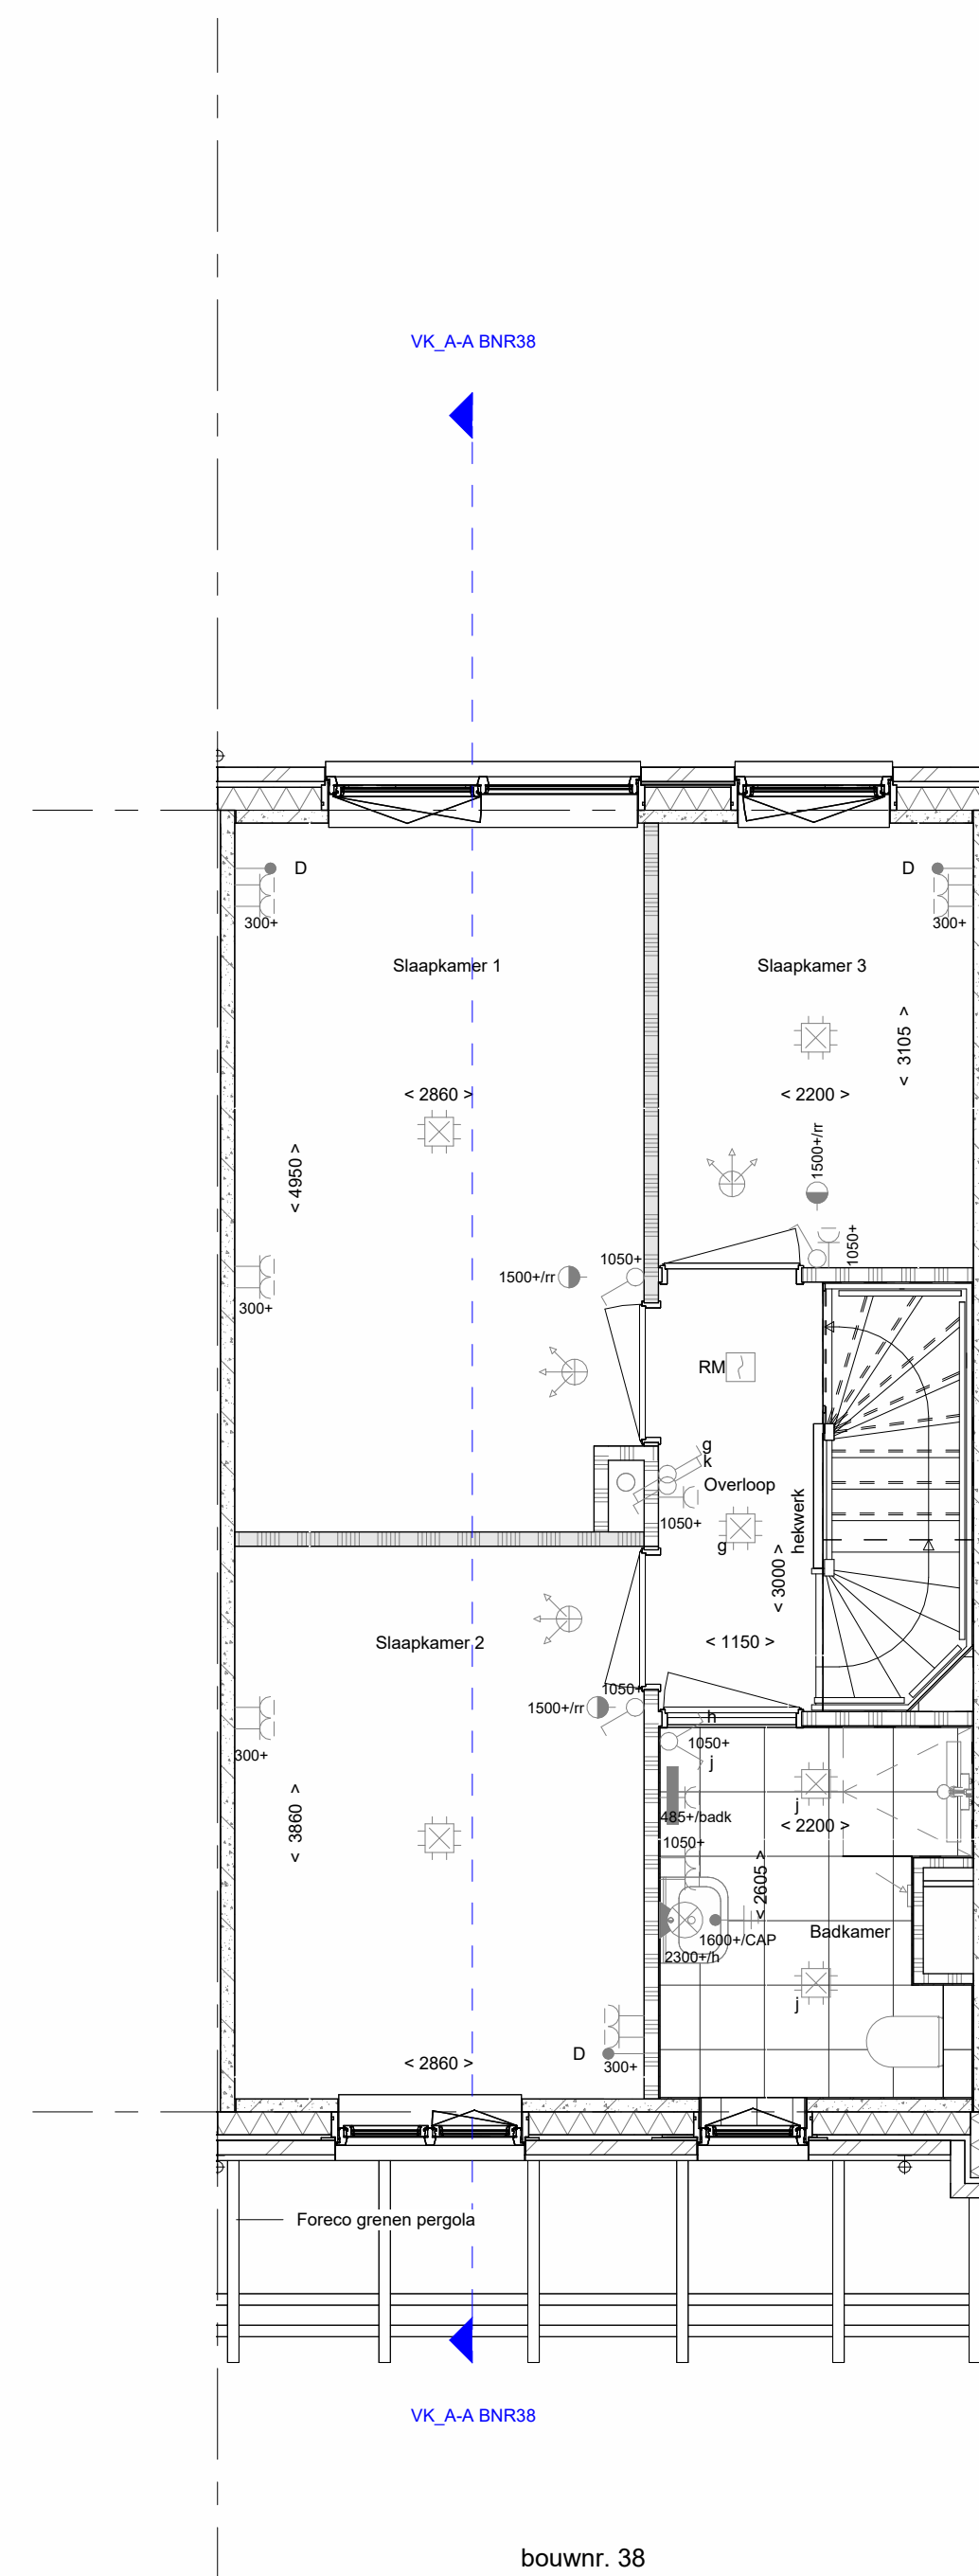 VK_A-A BNR38
D
D
300+
300+
Slaapkamer 1
Slaapkamer 3
< 3105 >
< 2860 >
< 2200 >
1500+/rr
< 4950 >
1050+
1050+
1500+/rr
300+
RM
g
k
Overloop
1050+
hekwerk
g
< 3000 >
< 1150 >
Slaapkamer 2
1050+
1500+/rr
h
1050+
300+
j
j
485+/badk
< 2200 >
1050+
< 3860 >
< 2605 >
Badkamer
1600+/CAP
2300+/h
j
D
< 2860 >
300+
Foreco grenen pergola
VK_A-A BNR38
bouwnr. 38